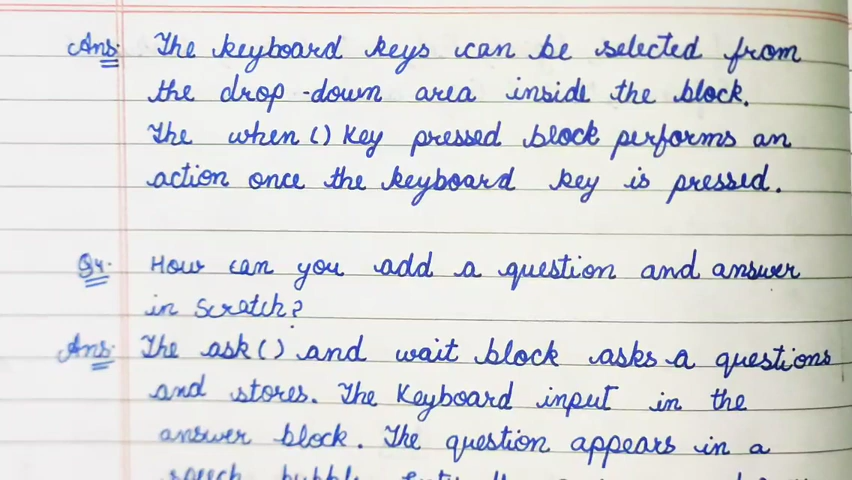 Ans. The keyboard keys can be selected from
the drop-down area inside the block.
The when () Key pressed block performs an
action once the keyboard key is pressed.
Q4. How can you add a question and answer
in Scratch?
Ans. The ask () and wait block asks a questions
and stores. The Keyboard input in the
answer block. The question appears in a
speech bubble